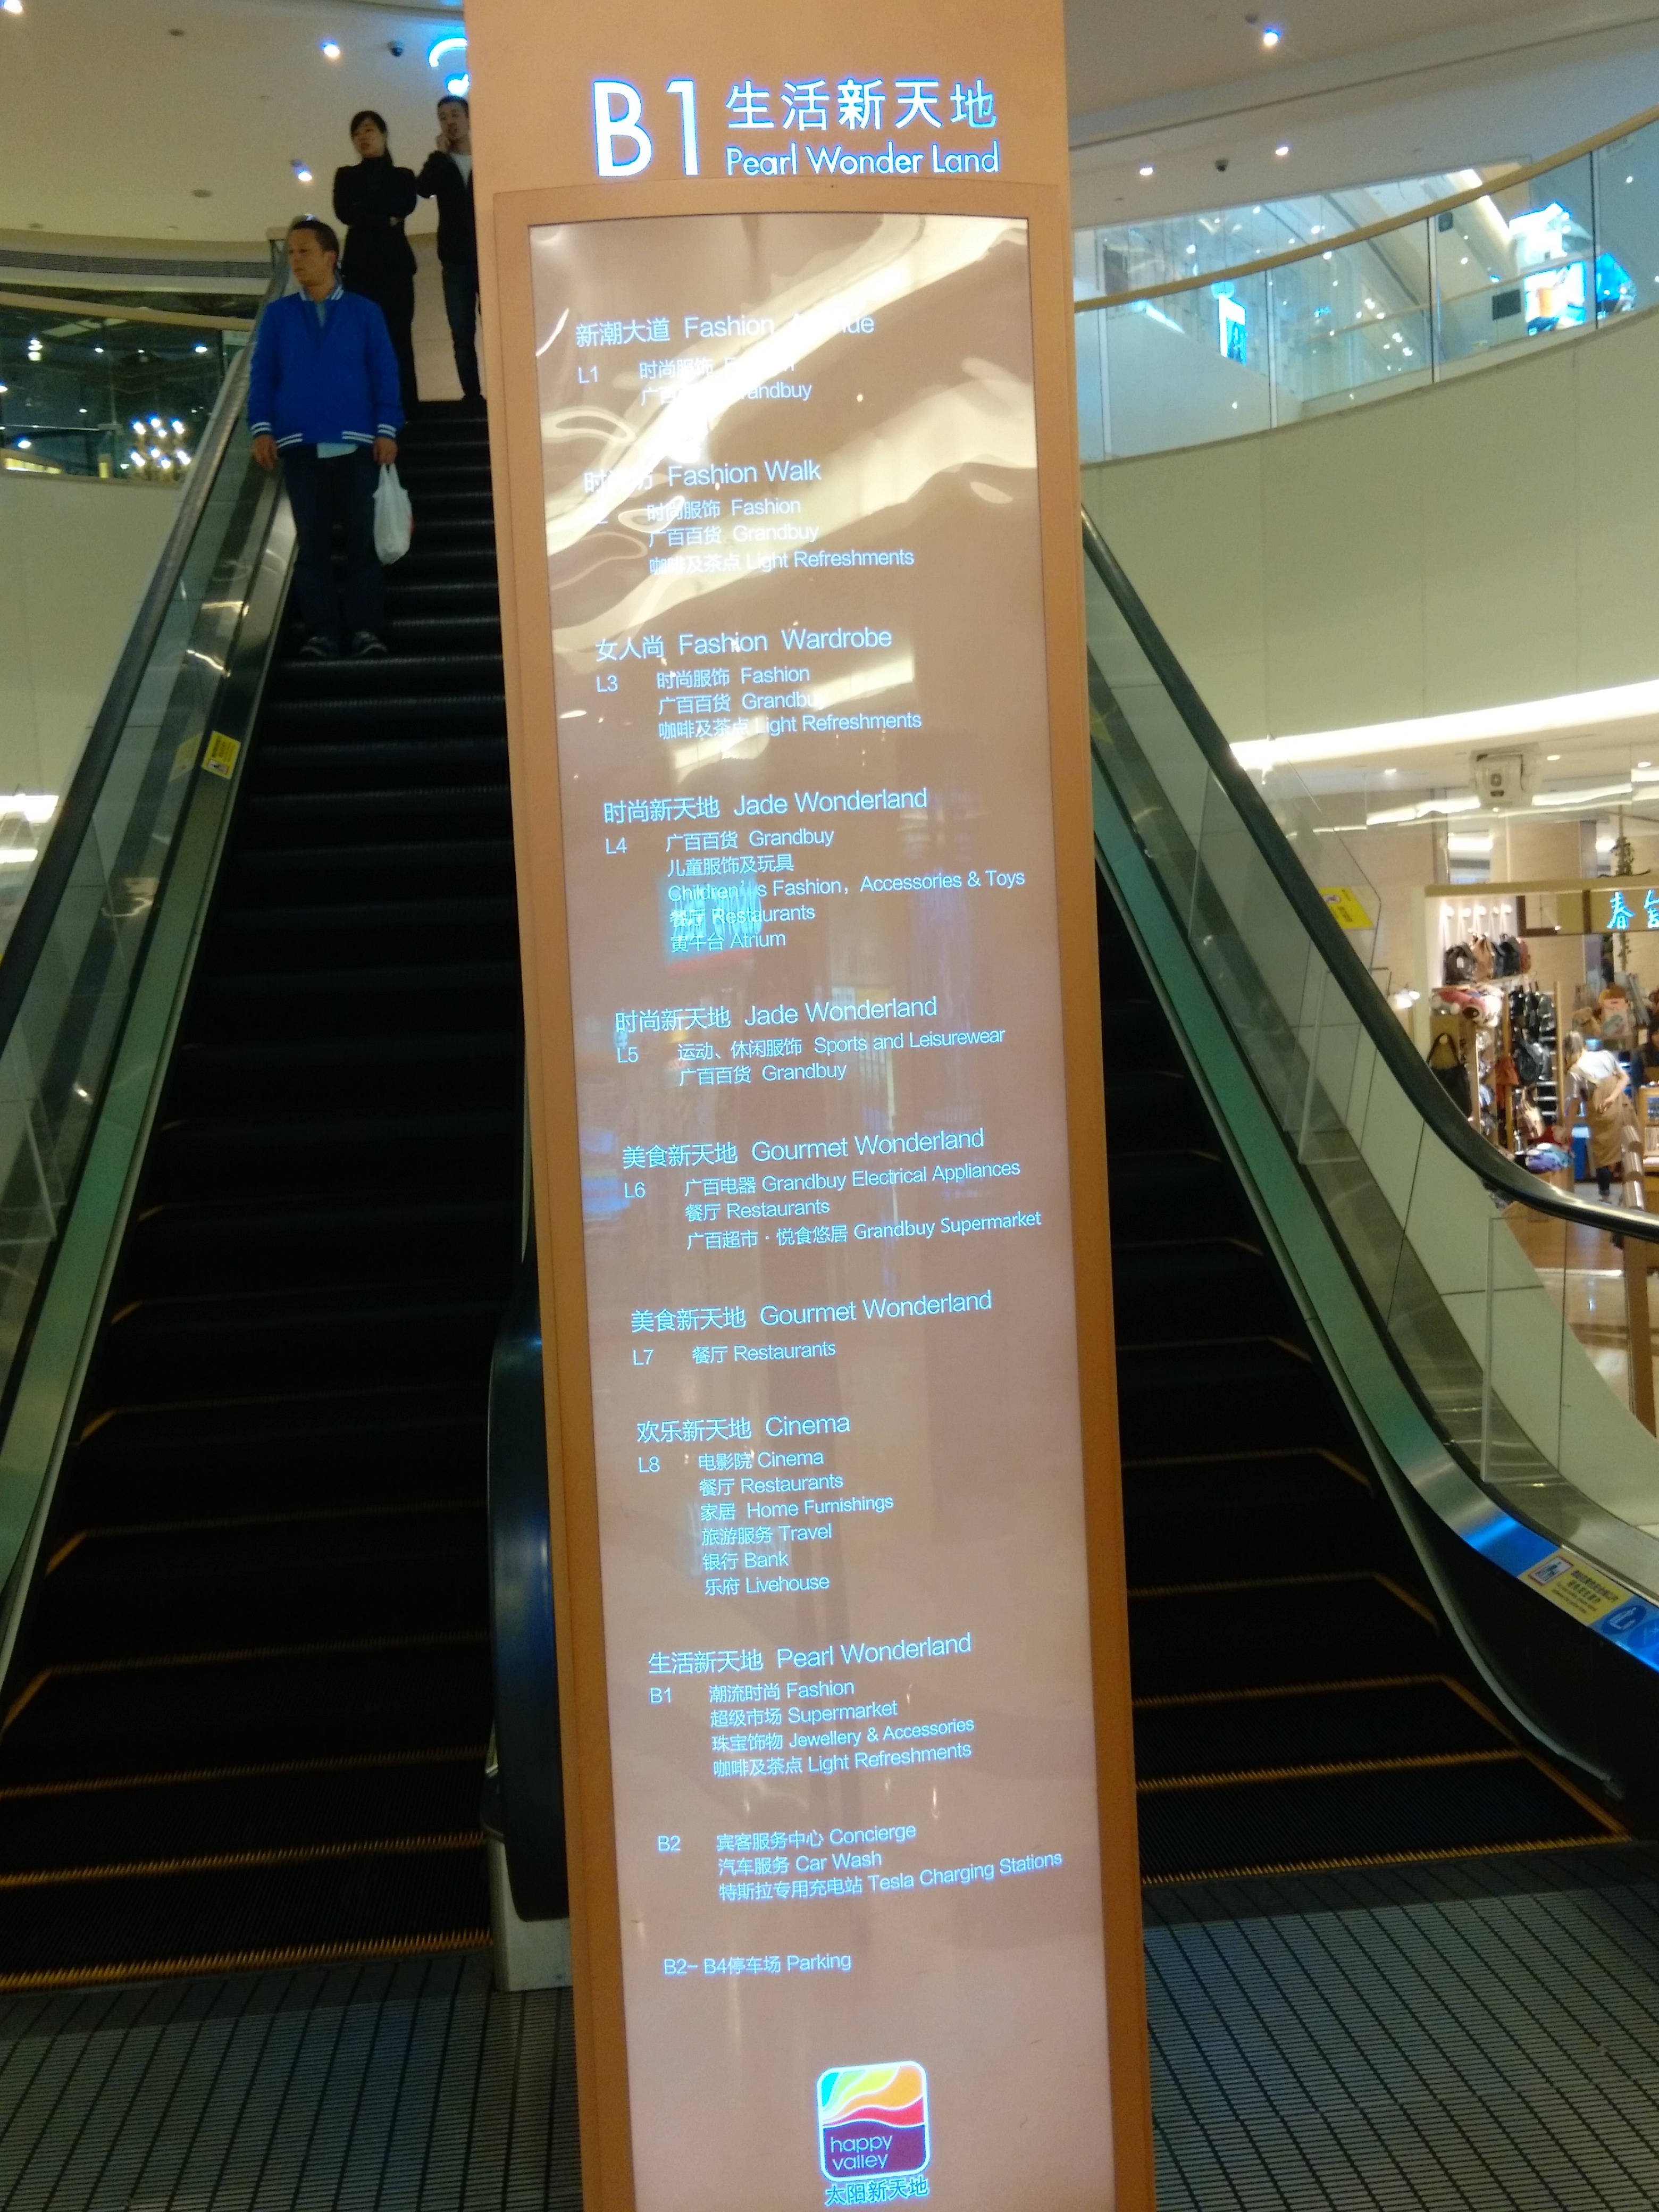 B1 生活新天地
Pearl Wonder Land
新潮大道 Fashion
L1 时尚服饰
Grandbuy
Fashion Walk
时尚服饰 Fashion
广百百货 Grandbuy
咖啡及茶点 Light Refreshments
女人尚 Fashion Wardrobe
L3 时尚服饰 Fashion
广百百货 Grandbuy
咖啡及茶点 Light Refreshments
时尚新天地 Jade Wonderland
L4 广百百货 Grandbuy
儿童服饰及玩具
Children's Fashion, Accessories & Toys
餐厅 Restaurants
寅午台 Atrium
时尚新天地 Jade Wonderland
L5 运动、休闲服饰 Sports and Leisurewear
广百百货 Grandbuy
美食新天地 Gourmet Wonderland
L6 广百电器 Grandbuy Electrical Appliances
餐厅 Restaurants
广百超市·悦食悠居 Grandbuy Supermarket
美食新天地 Gourmet Wonderland
L7 餐厅 Restaurants
欢乐新天地 Cinema
L8 电影院 Cinema
餐厅 Restaurants
家居 Home Furnishings
旅游服务 Travel
银行 Bank
乐府 Livehouse
生活新天地 Pearl Wonderland
B1 潮流时尚 Fashion
超级市场 Supermarket
珠宝饰物 Jewellery & Accessories
咖啡及茶点 Light Refreshments
B2 宾客服务中心 Concierge
汽车服务 Car Wash
特斯拉专用充电站 Tesla Charging Stations
B2- B4停车场 Parking
happy
valley
太阳新天地
春